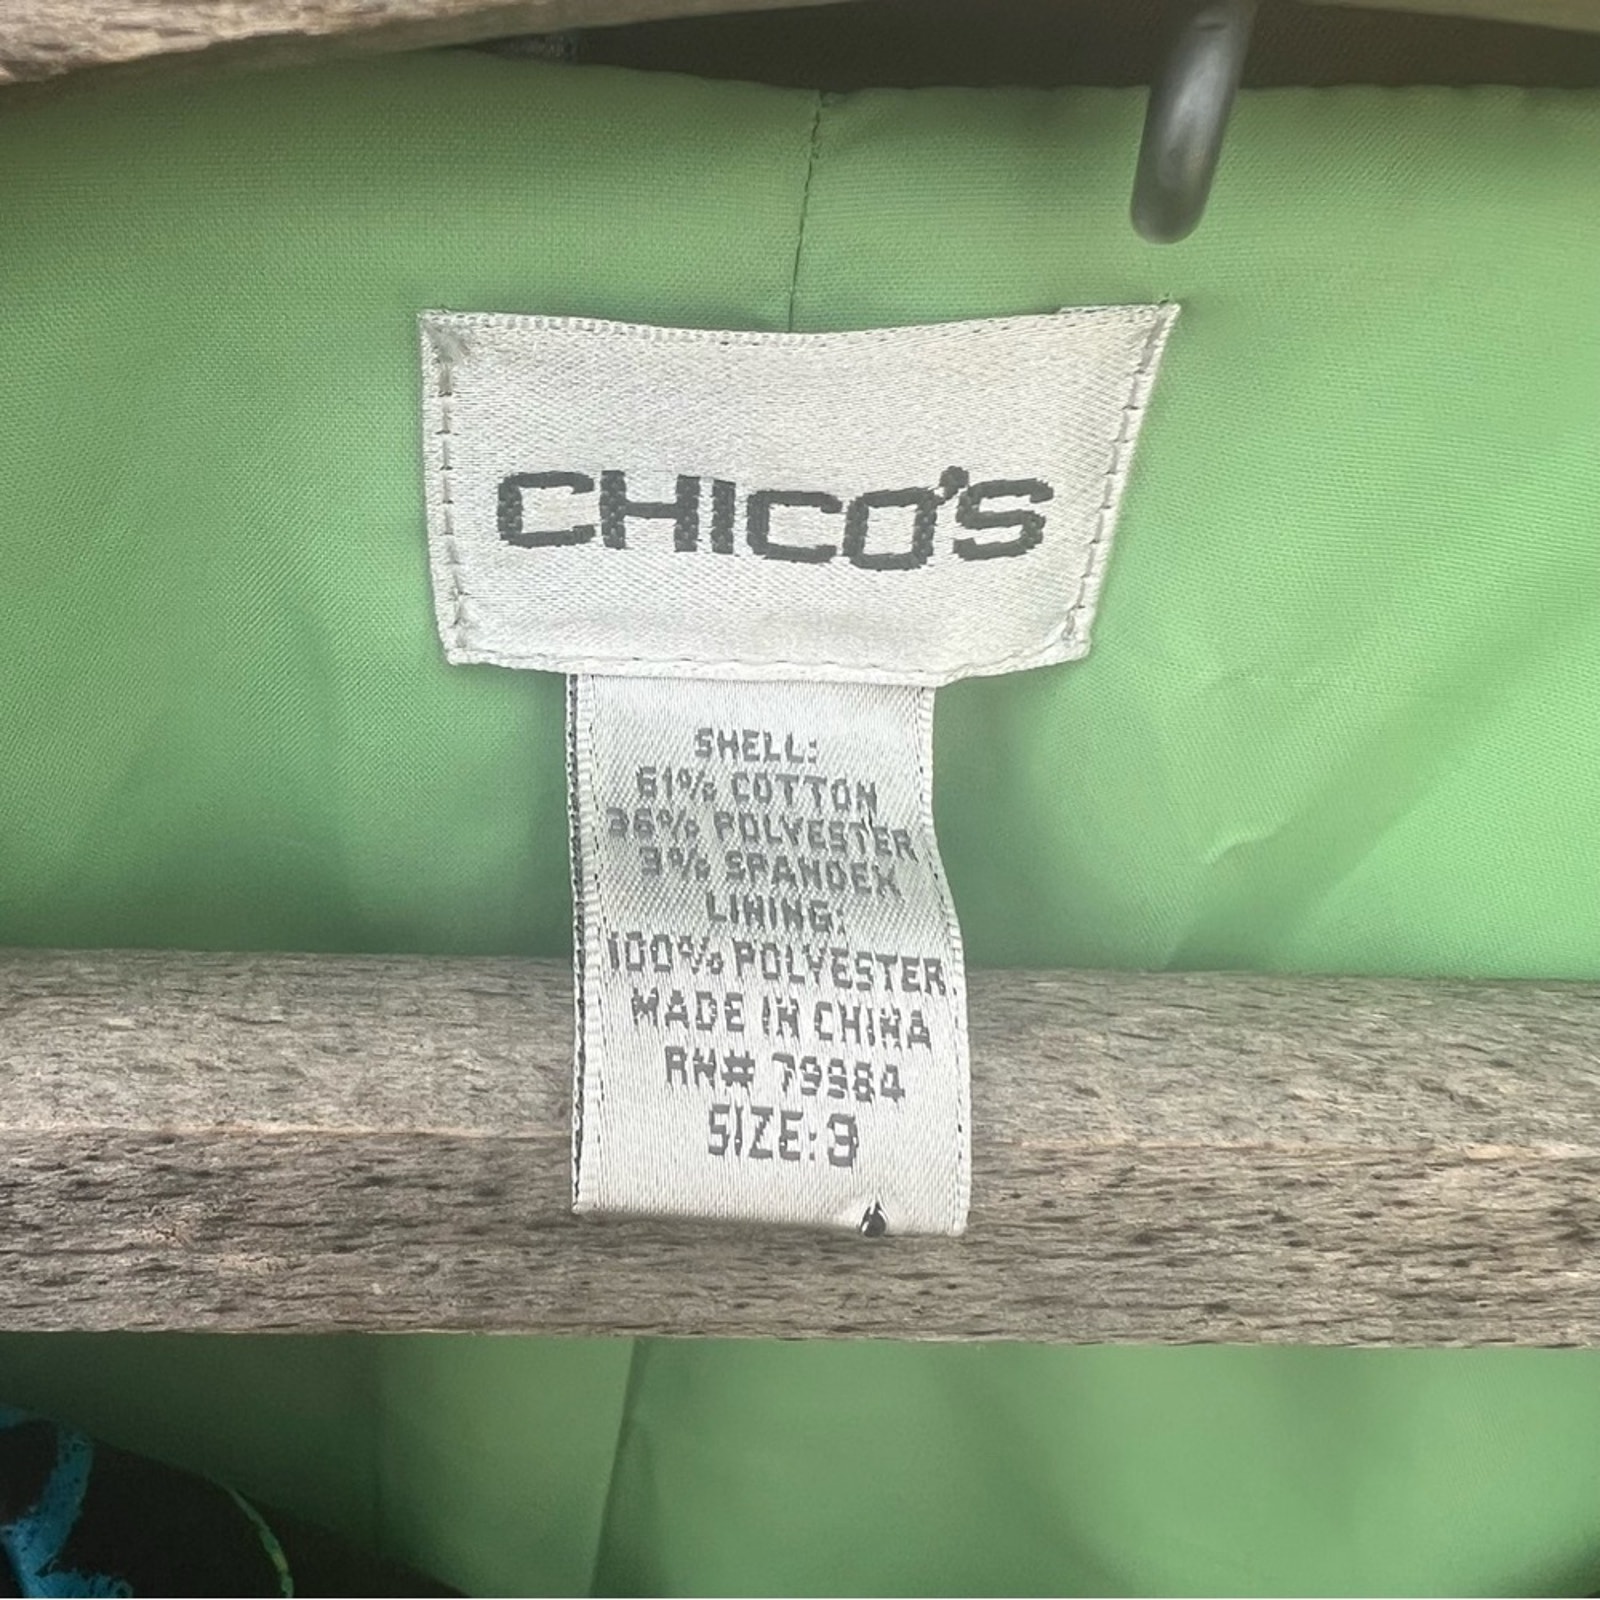 CHICO'S
SHELL:
61% COTTON
36% POLYESTER
3% SPANDEX
LINING:
100% POLYESTER.
MADE IN CHINA
RN# 79984
SIZE: 3